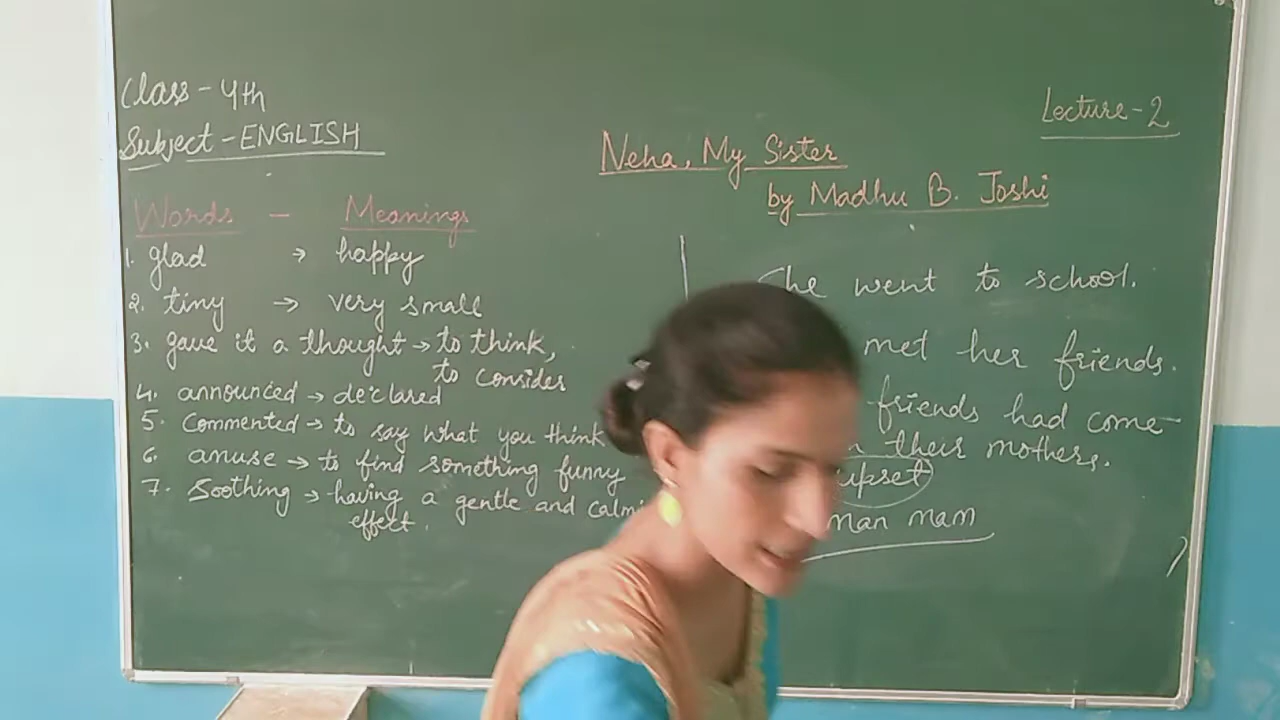 Class - 4th
Subject - ENGLISH
Lecture - 2
Neha, My Sister
by Madhu B. Joshi
Words - Meanings
1. glad → happy
2. tiny → very small
3. gave it a thought → to think,
to consider
4. announced → declared
5. Commented → to say what you think
6. amuse → to find something funny
7. Soothing → having a gentle and
effect.
he went to school.
met her friends.
friends had come
their mothers.
upset
man mam